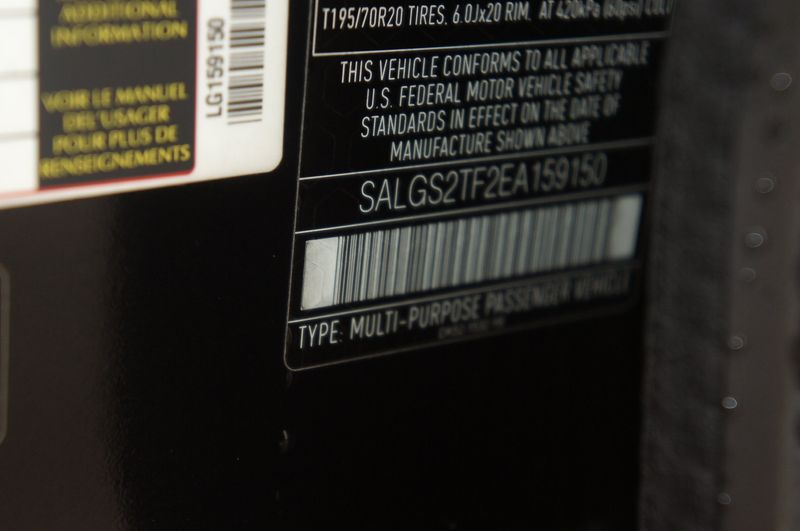 ADDITIONAL
INFORMATION
VOIR LE MANUEL
DE L'USAGER
POUR PLUS DE
RENSEIGNEMENTS
LG159150
T195/70R20 TIRES. 6.0Jx20 RIM. AT 420kPa (60psi) COLD
THIS VEHICLE CONFORMS TO ALL APPLICABLE
U.S. FEDERAL MOTOR VEHICLE SAFETY
STANDARDS IN EFFECT ON THE DATE OF
MANUFACTURE SHOWN ABOVE
SALGS2TF2EA159150
TYPE: MULTI-PURPOSE PASSENGER VEHICLE